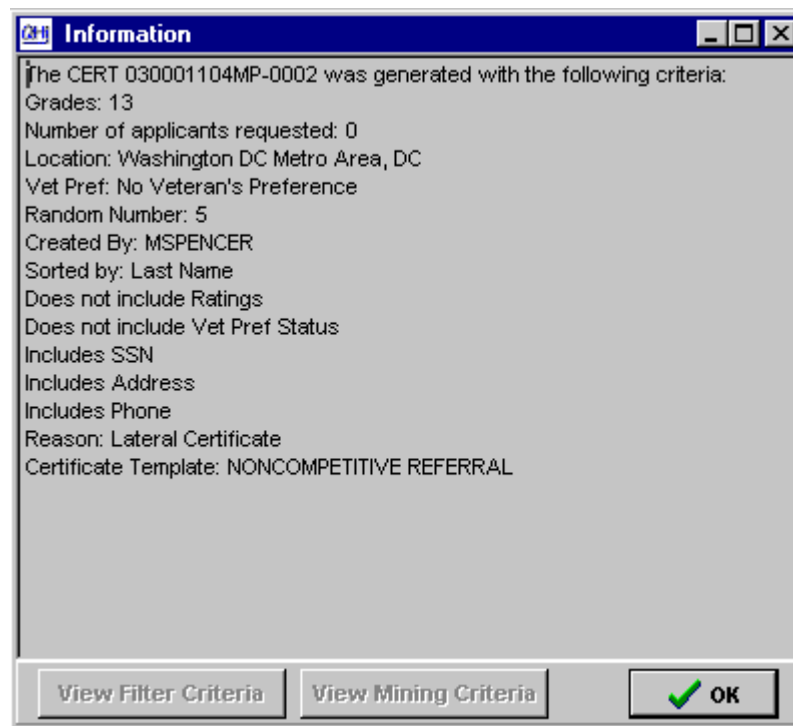 QHi Information
The CERT 030001104MP-0002 was generated with the following criteria:
Grades: 13
Number of applicants requested: 0
Location: Washington DC Metro Area, DC
Vet Pref: No Veteran's Preference
Random Number: 5
Created By: MSPENCER
Sorted by: Last Name
Does not include Ratings
Does not include Vet Pref Status
Includes SSN
Includes Address
Includes Phone
Reason: Lateral Certificate
Certificate Template: NONCOMPETITIVE REFERRAL
View Filter Criteria View Mining Criteria OK